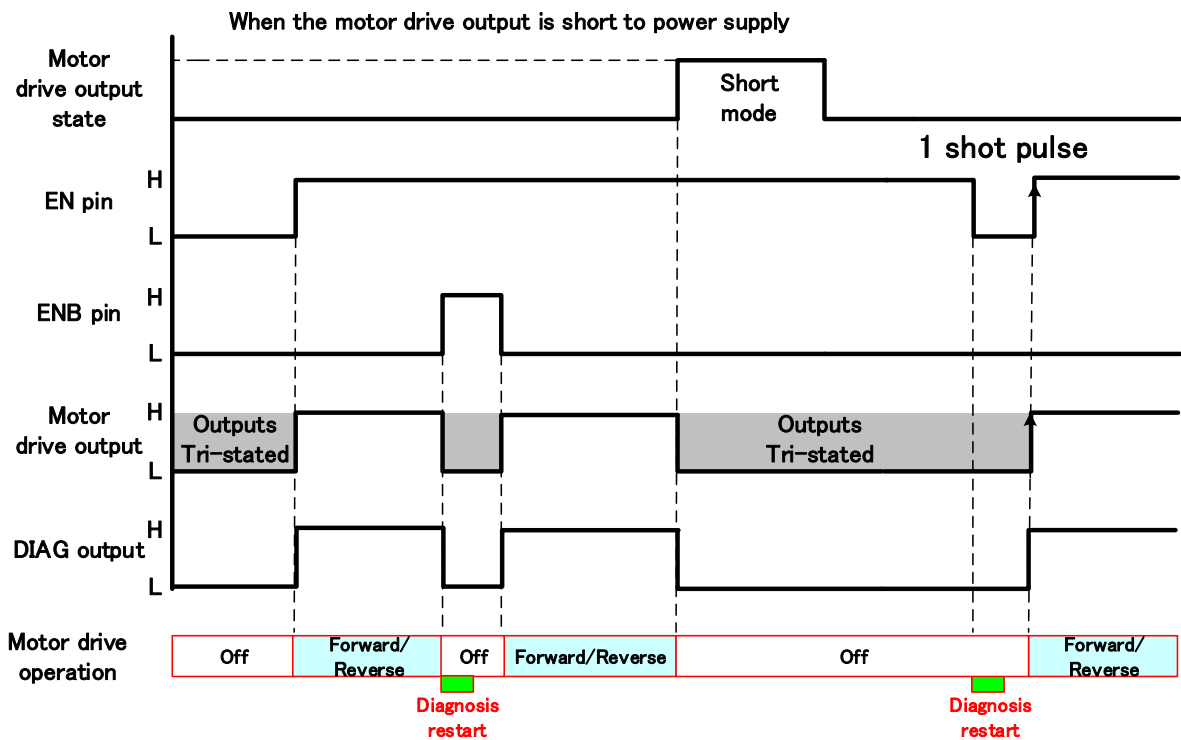 When the motor drive output is short to power supply
Motor
drive output
state
Short
mode
1 shot pulse
EN pin
H
L
ENB pin
H
L
Motor
drive output
H
L
Outputs
Tri-stated
Outputs
Tri-stated
DIAG output
H
L
Motor drive
operation
Off
Forward/
Reverse
Off
Forward/Reverse
Off
Forward/
Reverse
Diagnosis
restart
Diagnosis
restart